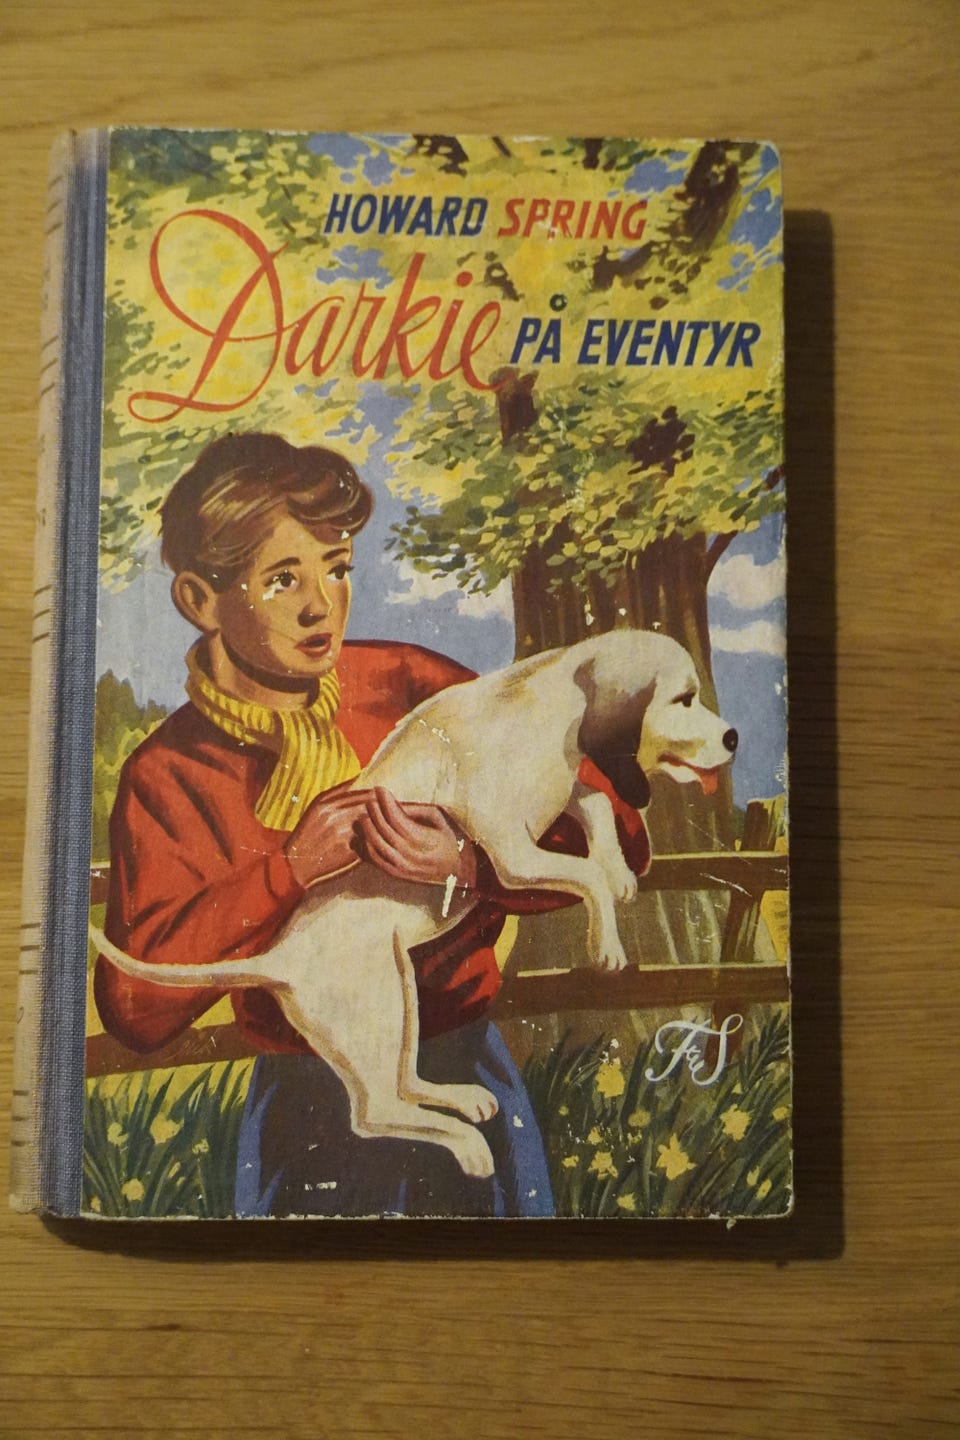 HOWARD SPRING
Darkie PÅ EVENTYR
F&S